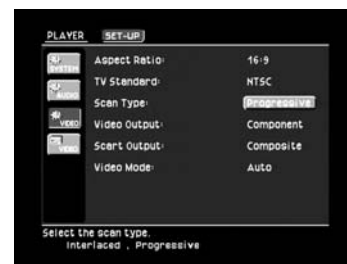 PLAYER SET-UP
SYSTEM
AUDIO
VIDEO
VIDEO
Aspect Ratio: 16:9
TV Standard: NTSC
Scan Type: Progressive
Video Output: Component
Scart Output: Composite
Video Mode: Auto
Select the scan type.
Interlaced , Progressive